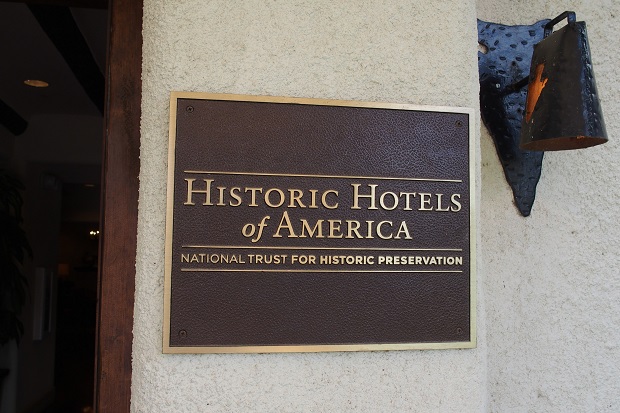 HISTORIC HOTELS
of AMERICA
NATIONAL TRUST FOR HISTORIC PRESERVATION